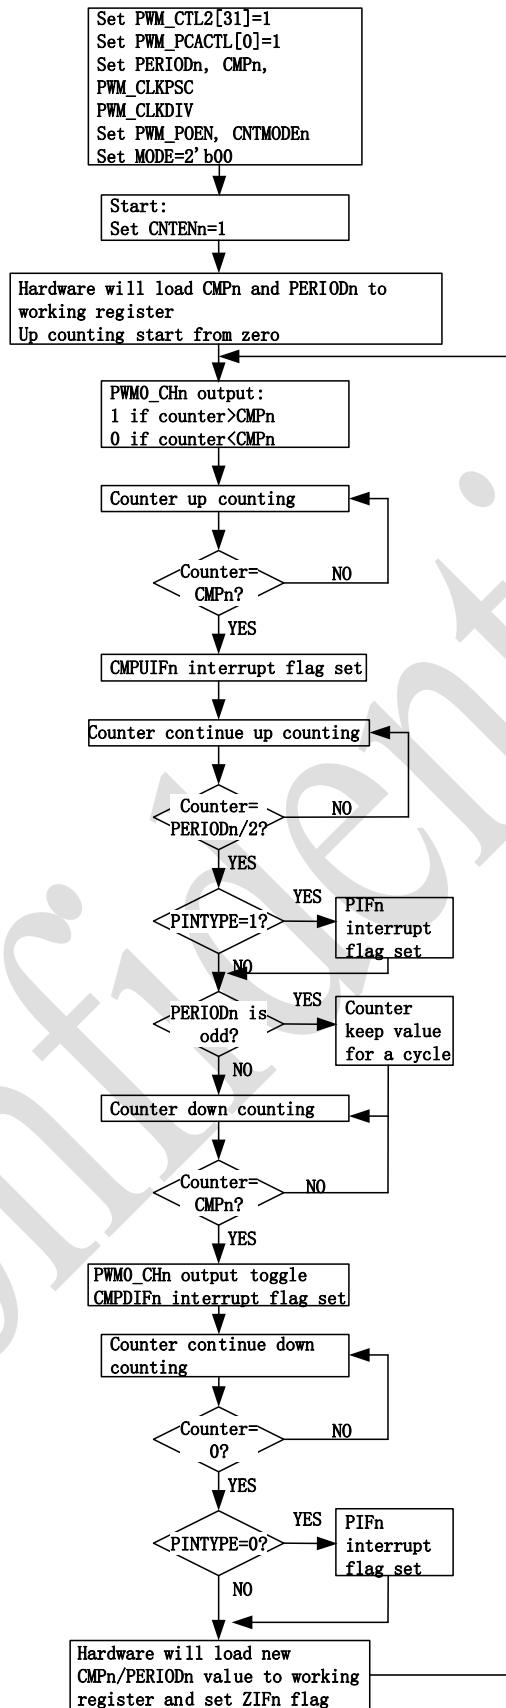 Set PWM_CTL2[31]=1
Set PWM_PCACTL[0]=1
Set PERIODn, CMPn,
PWM_CLKPSC
PWM_CLKDIV
Set PWM_POEN, CNTMODEn
Set MODE=2'b00
Start:
Set CNTENn=1
Hardware will load CMPn and PERIODn to
working register
Up counting start from zero
PWM0_CHn output:
1 if counter>CMPn
0 if counter<CMPn
Counter up counting
Counter=
CMPn?
NO
YES
CMPUIFn interrupt flag set
Counter continue up counting
Counter=
PERIODn/2?
NO
YES
PINTYPE=1?
YES
PIFn
interrupt
flag set
NO
PERIODn is
odd?
YES
Counter
keep value
for a cycle
NO
Counter down counting
Counter=
CMPn?
NO
YES
PWM0_CHn output toggle
CMPDIFn interrupt flag set
Counter continue down
counting
Counter=
0?
NO
YES
PINTYPE=0?
YES
PIFn
interrupt
flag set
NO
Hardware will load new
CMPn/PERIODn value to working
register and set ZIFn flag
onfidenti